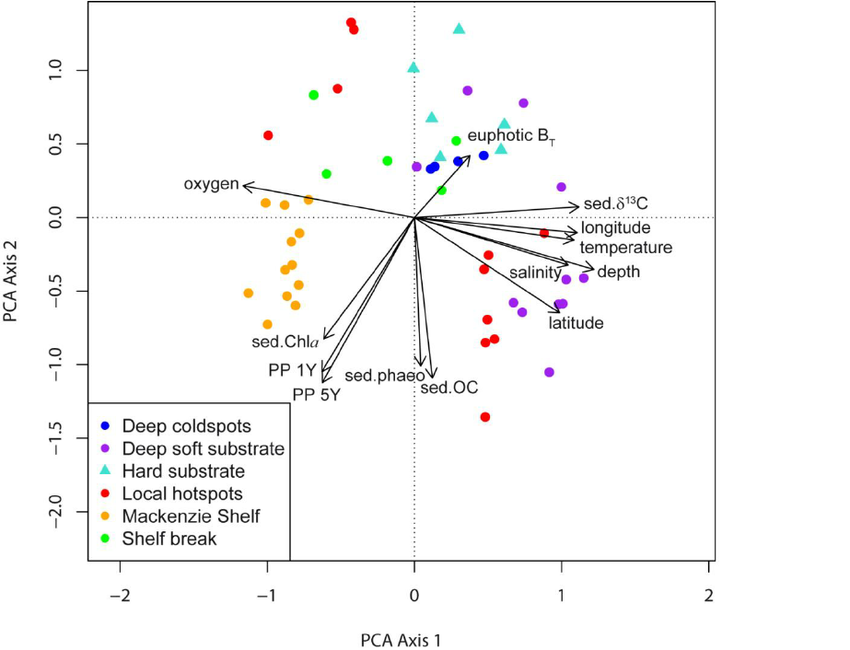 1.0
0.5
0.0
−0.5
−1.0
−1.5
−2.0
PCA Axis 2
euphotic B_T
oxygen
sed.δ¹³C
longitude
temperature
salinity
depth
latitude
sed.Chla
PP 1Y
sed.phaeo
PP 5Y
sed.OC
Deep coldspots
Deep soft substrate
Hard substrate
Local hotspots
Mackenzie Shelf
Shelf break
−2 −1 0 1 2
PCA Axis 1